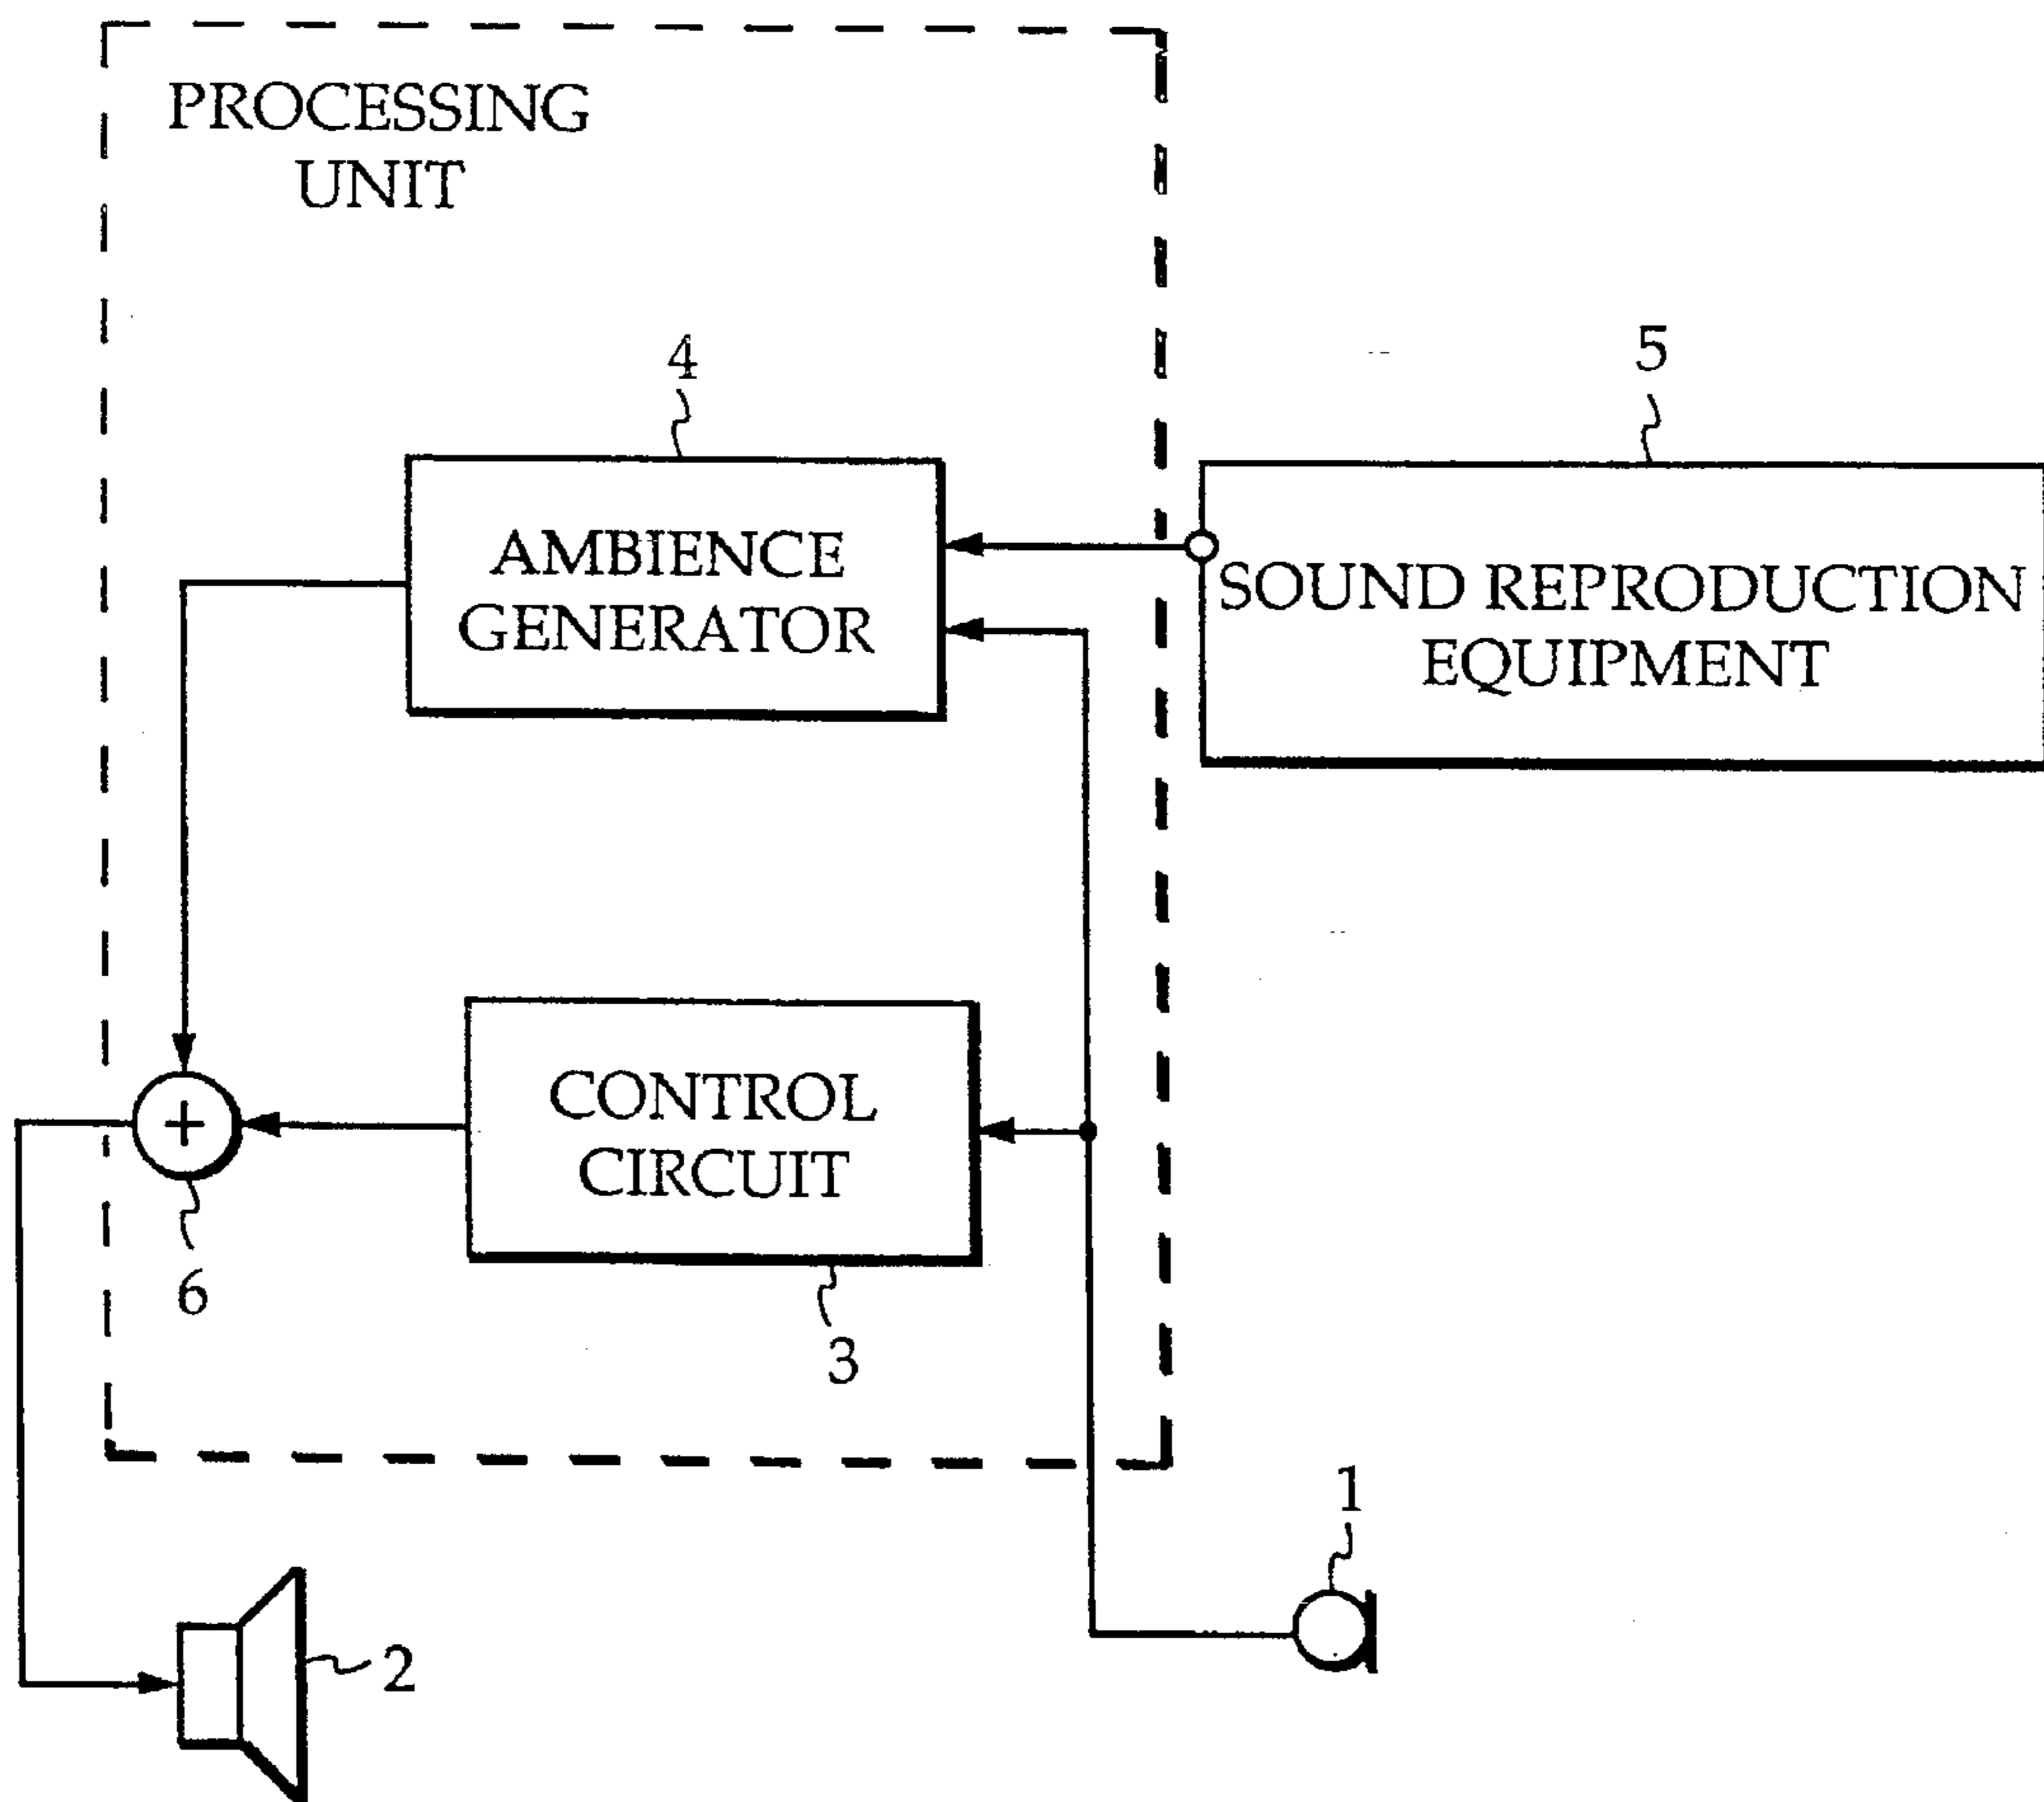 PROCESSING
UNIT
4
5
AMBIENCE
GENERATOR
SOUND REPRODUCTION
EQUIPMENT
CONTROL
CIRCUIT
+
6
3
1
2